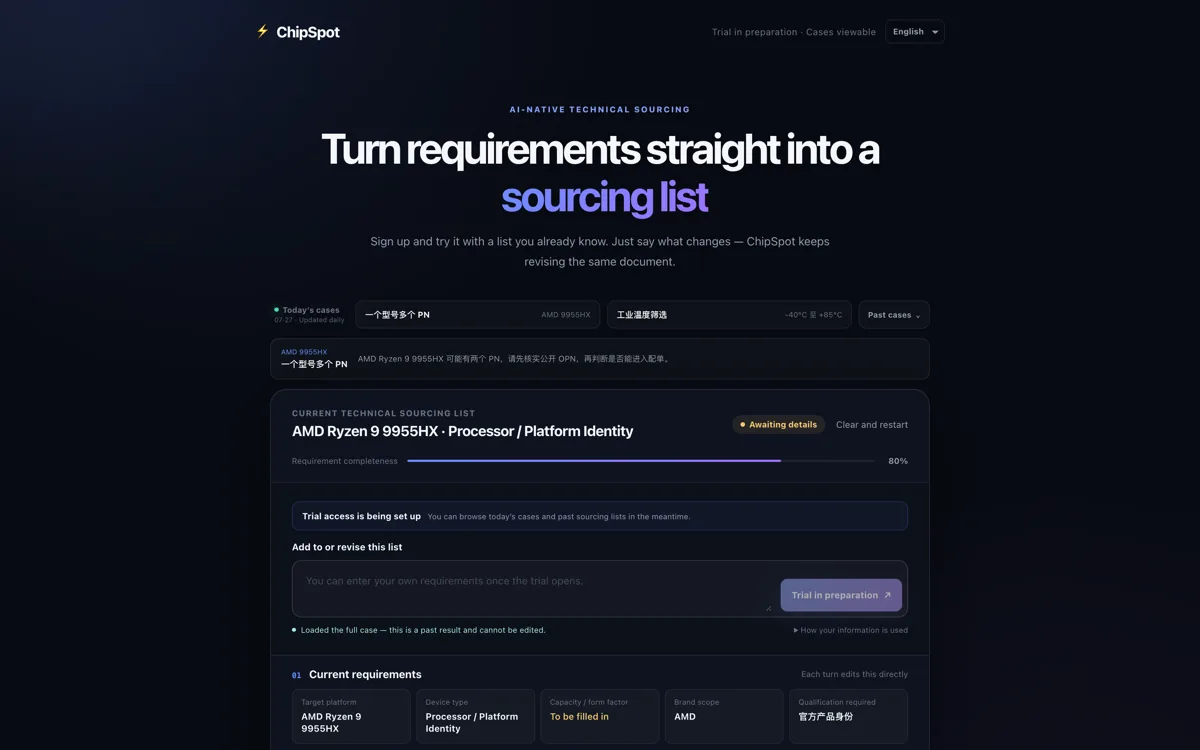 ⚡ ChipSpot
Trial in preparation · Cases viewable
English
AI-NATIVE TECHNICAL SOURCING
Turn requirements straight into a
sourcing list
Sign up and try it with a list you already know. Just say what changes — ChipSpot keeps
revising the same document.
Today's cases
07-27 · Updated daily
一个型号多个 PN
AMD 9955HX
工业温度筛选
-40°C 至 +85°C
Past cases
AMD 9955HX
一个型号多个 PN
AMD Ryzen 9 9955HX 可能有两个 PN，请先核实公开 OPN，再判断是否能进入配单。
CURRENT TECHNICAL SOURCING LIST
AMD Ryzen 9 9955HX · Processor / Platform Identity
Awaiting details
Clear and restart
Requirement completeness
80%
Trial access is being set up
You can browse today's cases and past sourcing lists in the meantime.
Add to or revise this list
You can enter your own requirements once the trial opens.
Trial in preparation ↗
Loaded the full case — this is a past result and cannot be edited.
How your information is used
01 Current requirements
Each turn edits this directly
Target platform
AMD Ryzen 9
9955HX
Device type
Processor / Platform
Identity
Capacity / form factor
To be filled in
Brand scope
AMD
Qualification required
官方产品身份